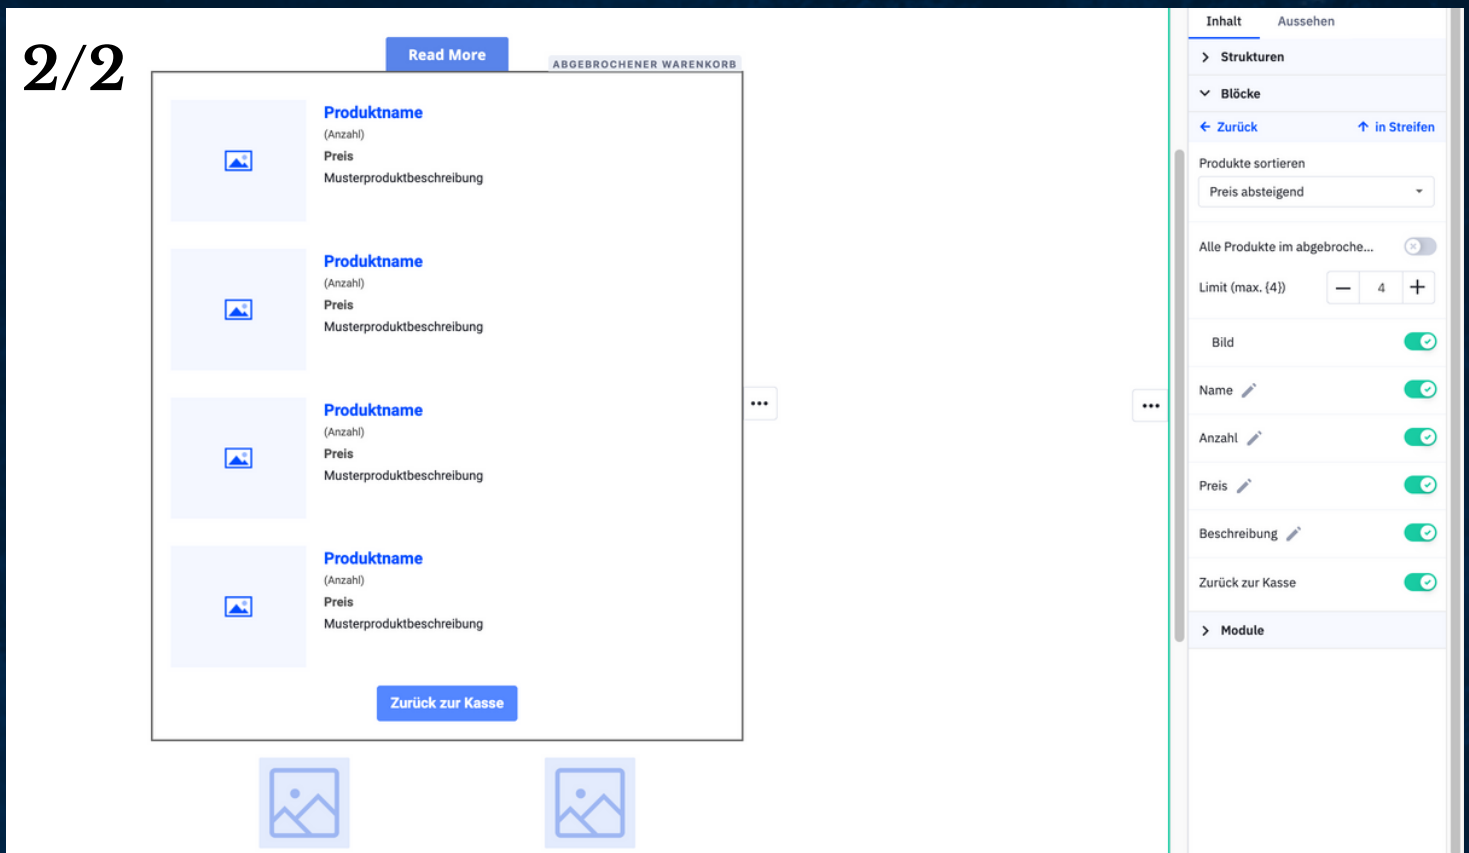 2/2
Read More
ABGEBROCHENER WARENKORB
Produktname
(Anzahl)
Preis
Musterproduktbeschreibung
Produktname
(Anzahl)
Preis
Musterproduktbeschreibung
Produktname
(Anzahl)
Preis
Musterproduktbeschreibung
Produktname
(Anzahl)
Preis
Musterproduktbeschreibung
Zurück zur Kasse
Inhalt Aussehen
Strukturen
Blöcke
Zurück in Streifen
Produkte sortieren
Preis absteigend
Alle Produkte im abgebroche...
Limit (max. {4}) — 4 +
Bild
Name
Anzahl
Preis
Beschreibung
Zurück zur Kasse
Module